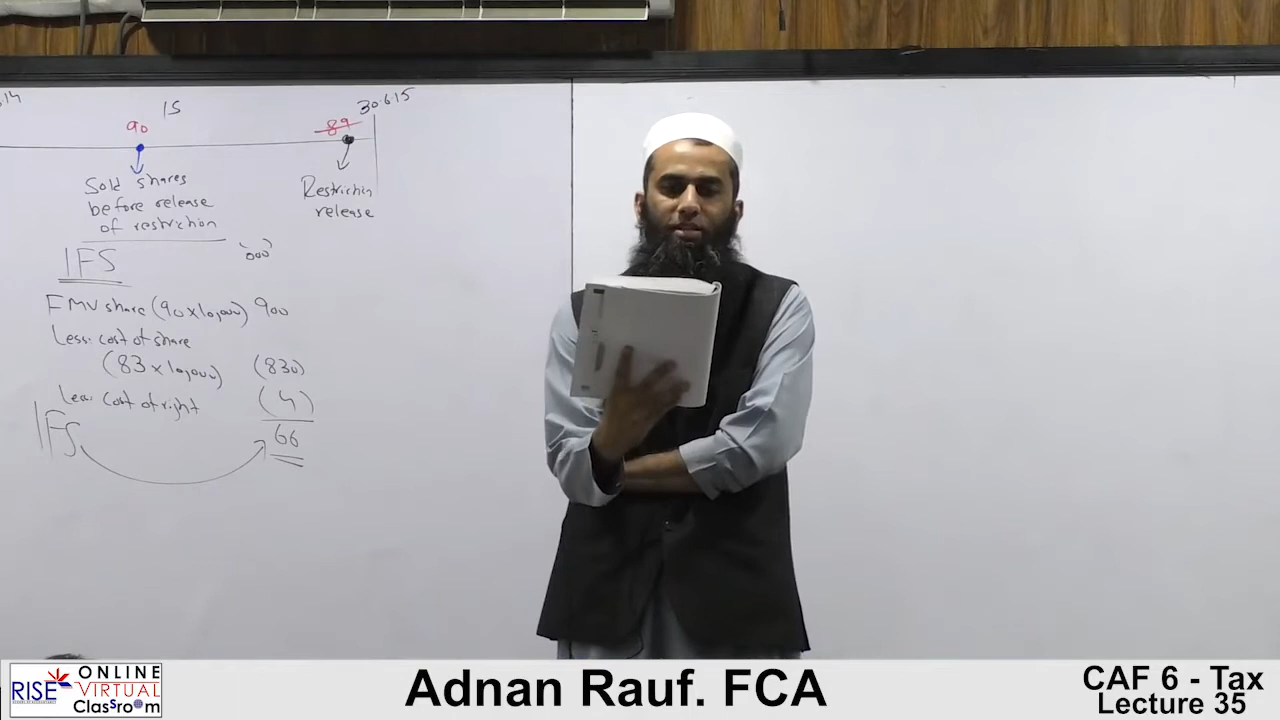 .14
15
30.6.15
90
89
Sold shares
before release
of restriction
Restriction
release
IFS
'000'
FMV share (90 x 10,000) 900
Less: cost of share
(83 x 10,000) (830)
Less: cost of right (4)
IFS
66
RISE ONLINE
VIRTUAL
Classroom
Adnan Rauf. FCA
CAF 6 - Tax
Lecture 35